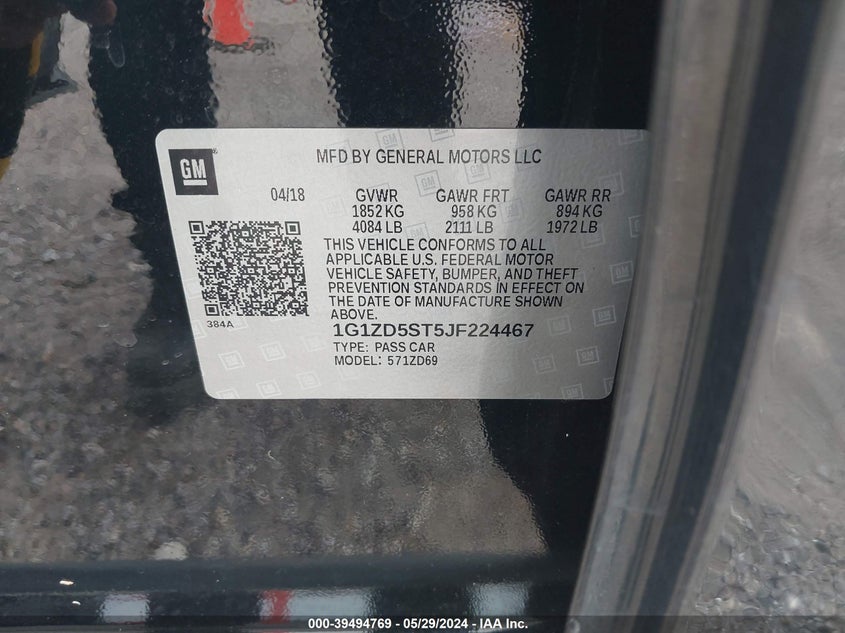 GM
MFD BY GENERAL MOTORS LLC
04/18 GVWR GAWR FRT GAWR RR
1852 KG 958 KG 894 KG
4084 LB 2111 LB 1972 LB
THIS VEHICLE CONFORMS TO ALL
APPLICABLE U.S. FEDERAL MOTOR
VEHICLE SAFETY, BUMPER, AND THEFT
PREVENTION STANDARDS IN EFFECT ON
THE DATE OF MANUFACTURE SHOWN
ABOVE.
384A
1G1ZD5ST5JF224467
TYPE: PASS CAR
MODEL: 571ZD69
000-39494769 - 05/29/2024 - IAA Inc.